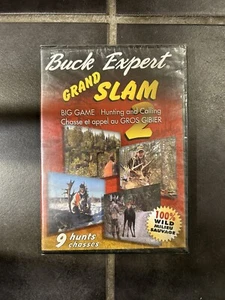 Buck Expert
GRAND
SLAM
BIG GAME Hunting and Calling
Chasse et appel au GROS GIBIER
2
100%
WILD
MILIEU
SAUVAGE
9 hunts
chasses